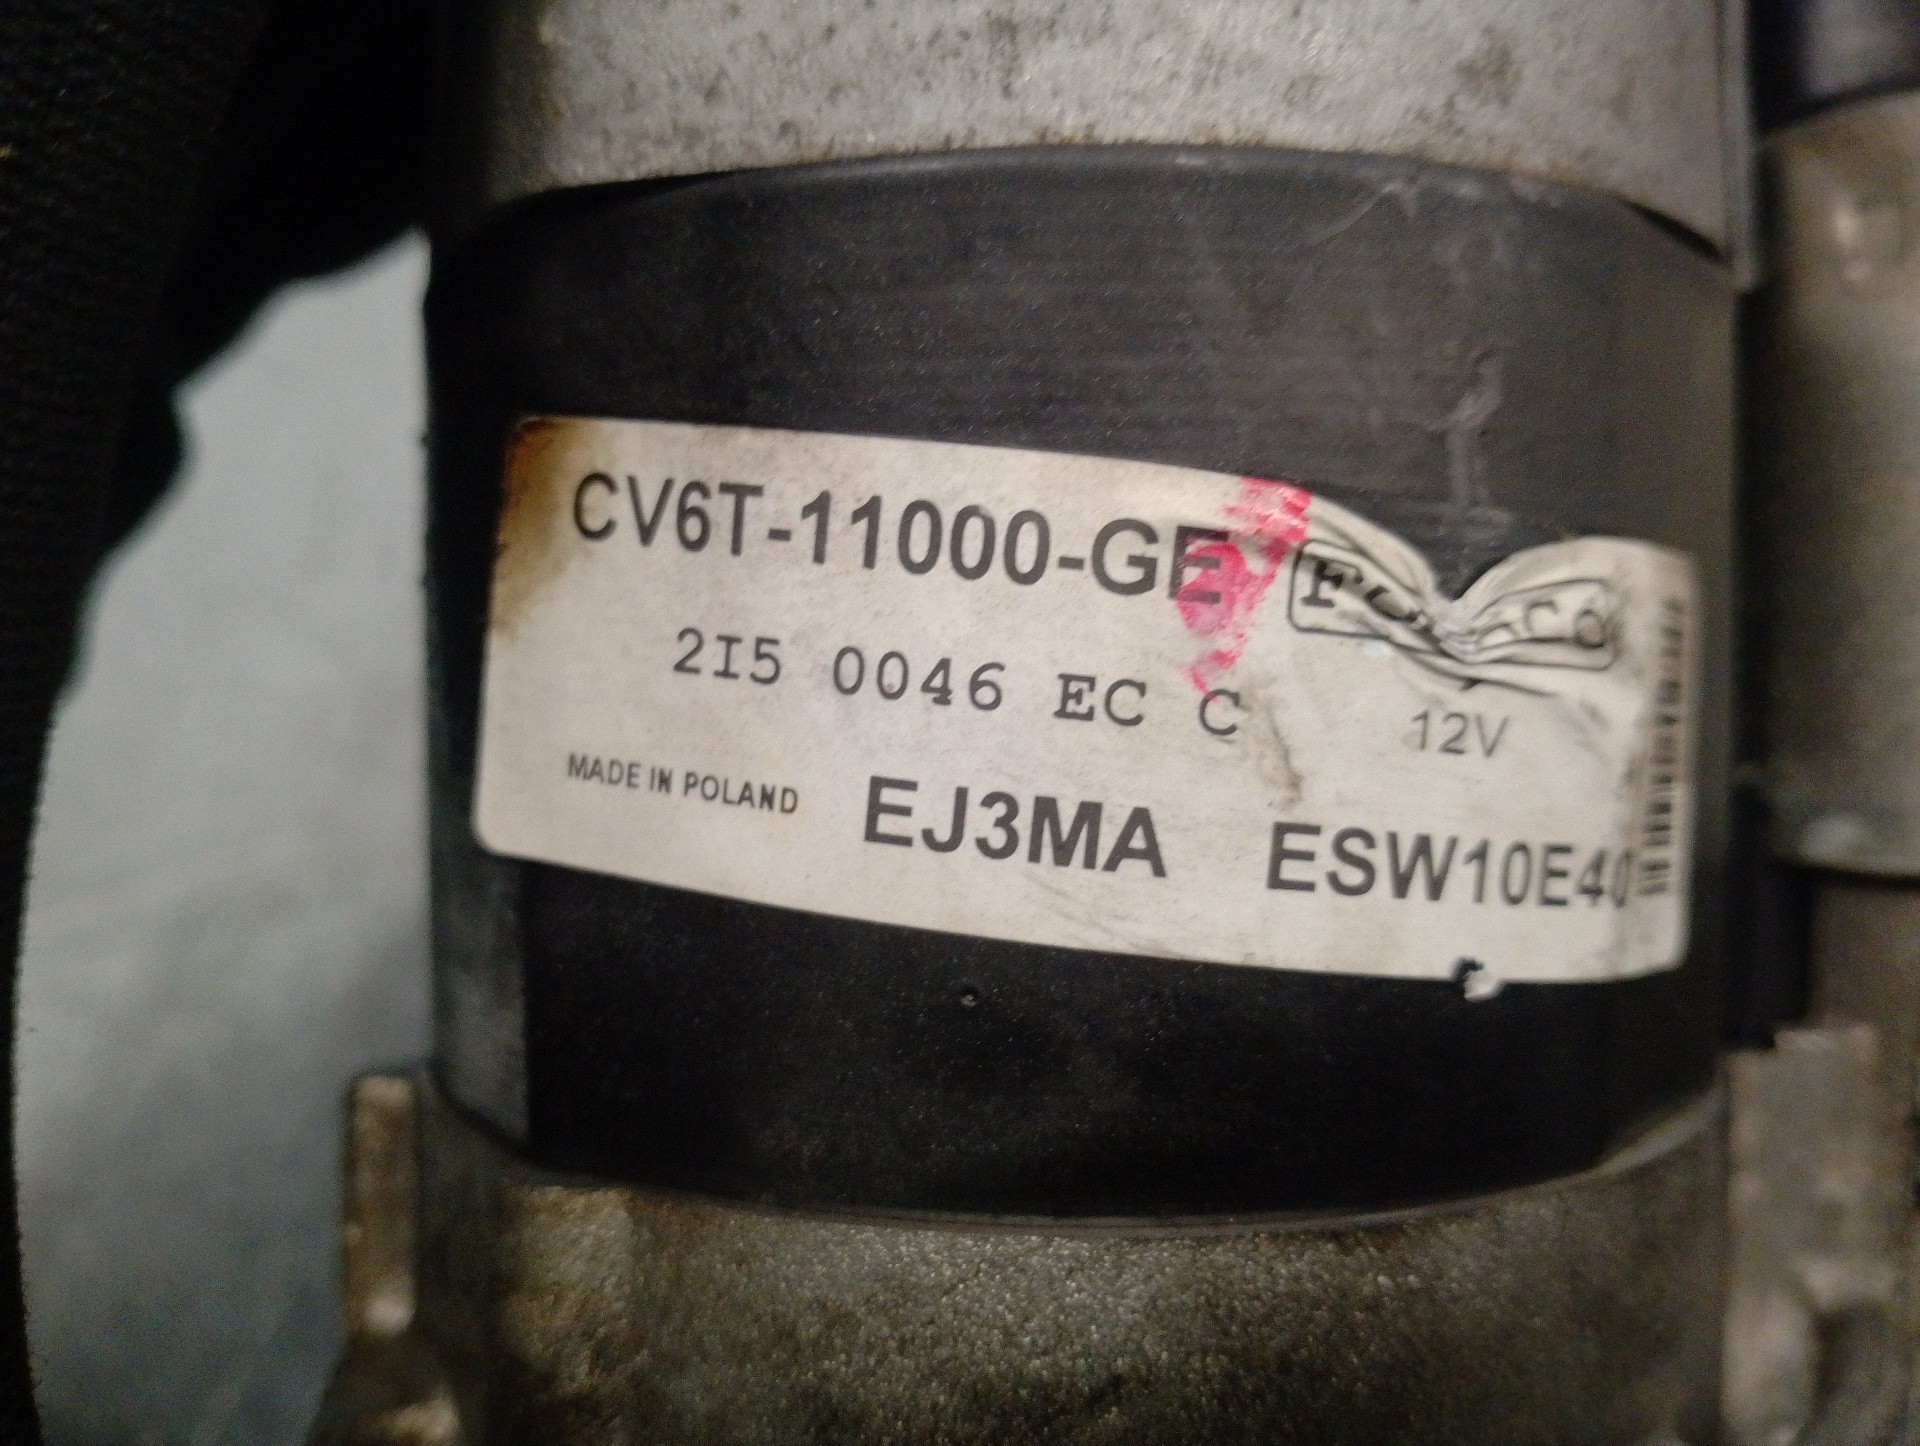 CV6T-11000-GE
2I5 0046 EC C
12V
MADE IN POLAND EJ3MA ESW10E40